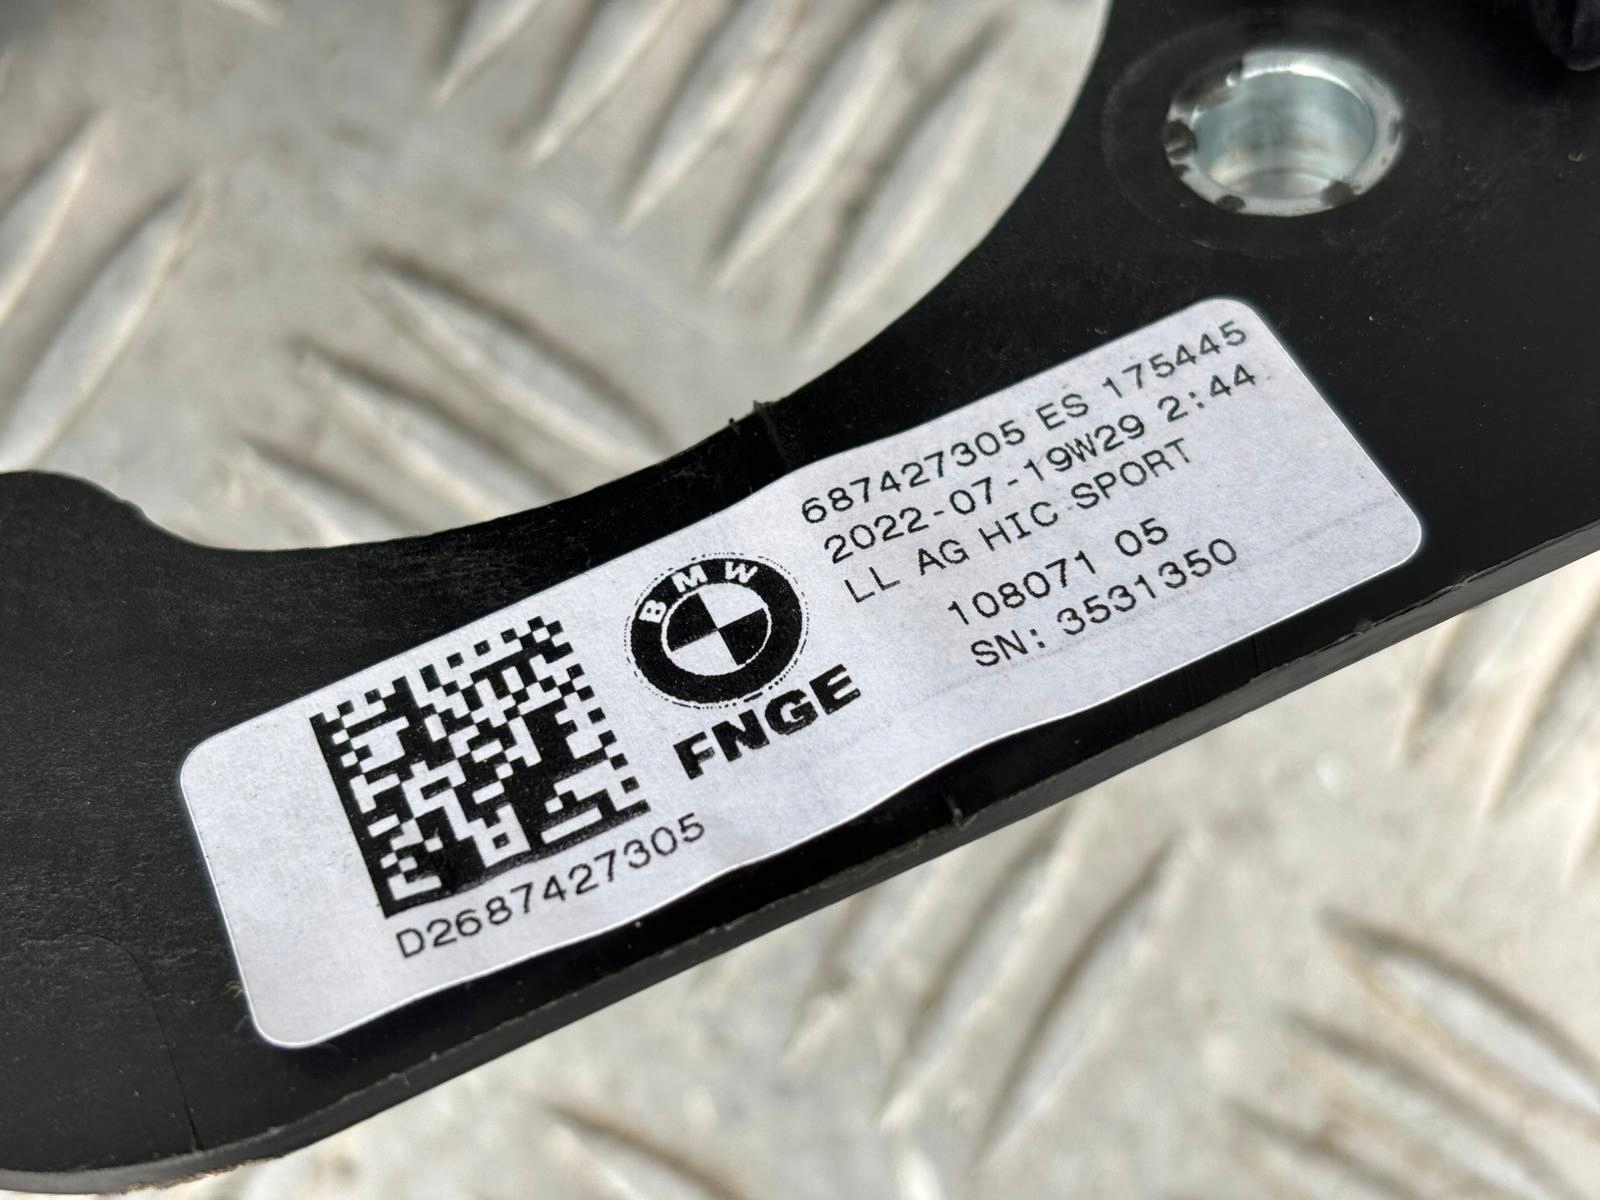 687427305 ES 175445
2022-07-19W29 2:44
LL AG HIC SPORT
108071 05
SN: 3531350
BMW
FNGE
D2687427305